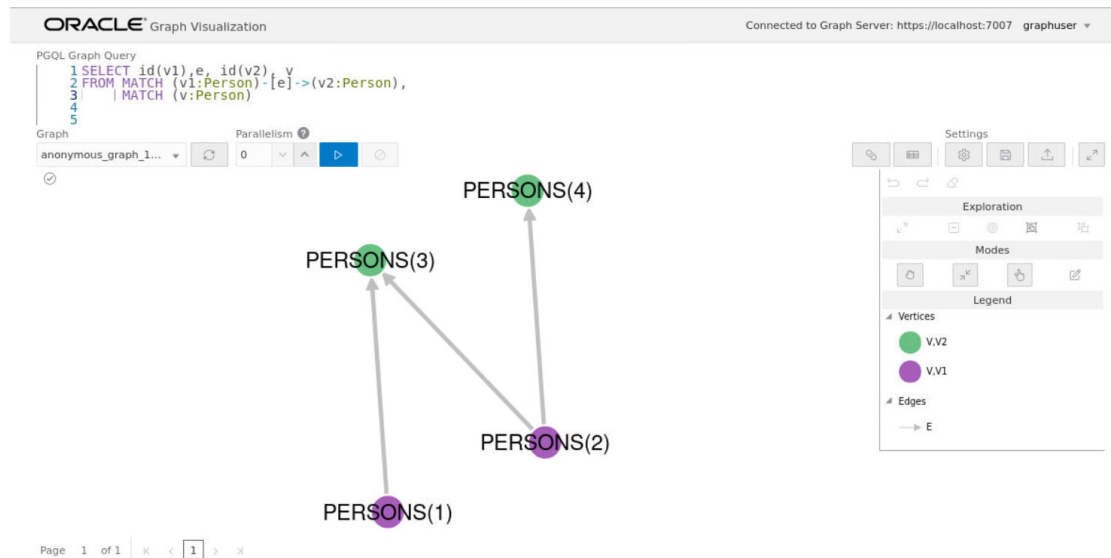 ORACLE® Graph Visualization
Connected to Graph Server: https://localhost:7007 graphuser
PGQL Graph Query
1 SELECT id(v1),e, id(v2), v
2 FROM MATCH (v1:Person)-[e]->(v2:Person),
3 MATCH (v:Person)
4
5
Graph
Parallelism
Settings
anonymous_graph_1...
0
PERSONS(4)
PERSONS(3)
PERSONS(2)
PERSONS(1)
Exploration
Modes
Legend
Vertices
V,V2
V,V1
Edges
E
Page 1 of 1
1